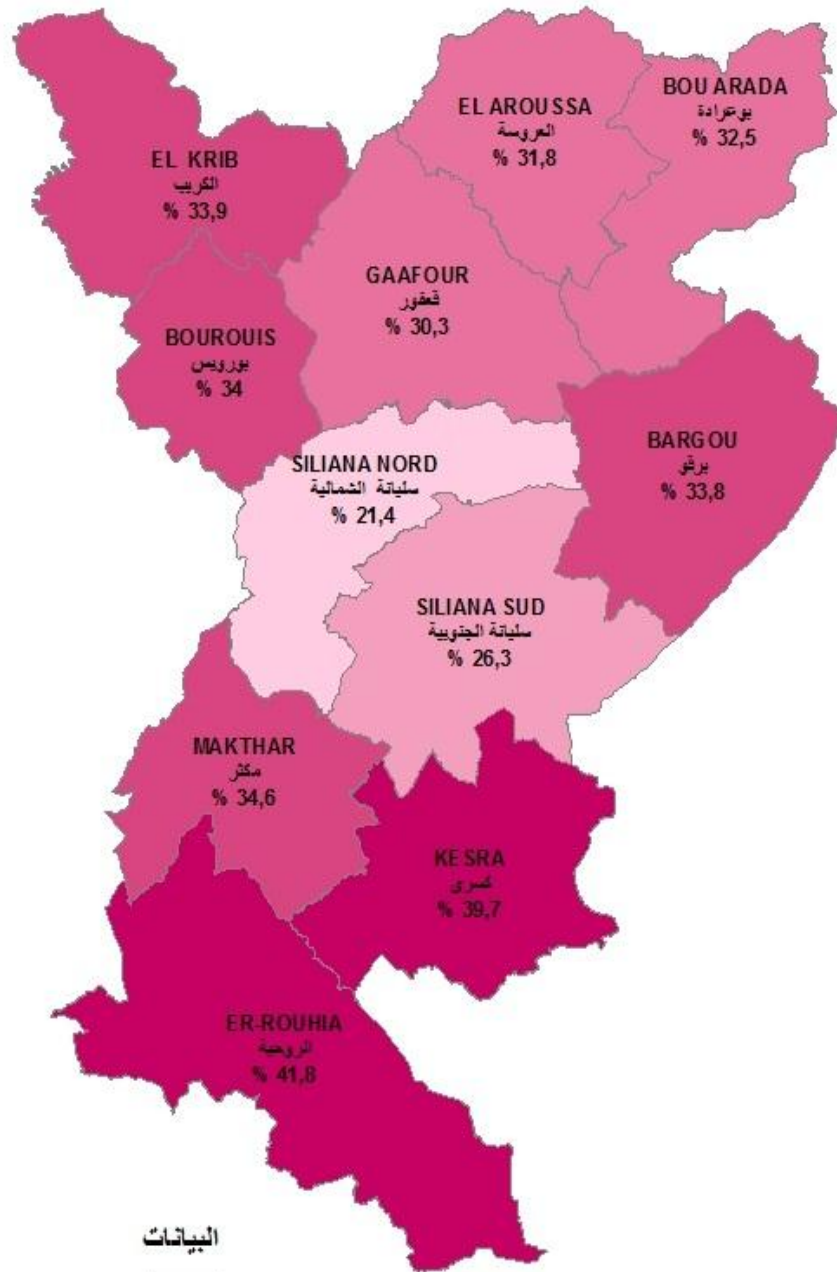 BOU ARADA
بوعرادة
% 32,5
EL AROUSSA
العروسة
% 31,8
EL KRIB
الكريب
% 33,9
GAAFOUR
قعفور
% 30,3
BOUROUIS
بورويس
% 34
BARGOU
برقو
% 33,8
SILIANA NORD
سليانة الشمالية
% 21,4
SILIANA SUD
سليانة الجنوبية
% 26,3
MAKTHAR
مكثر
% 34,6
KESRA
كسرى
% 39,7
ER-ROUHIA
الروحية
% 41,8
البيانات